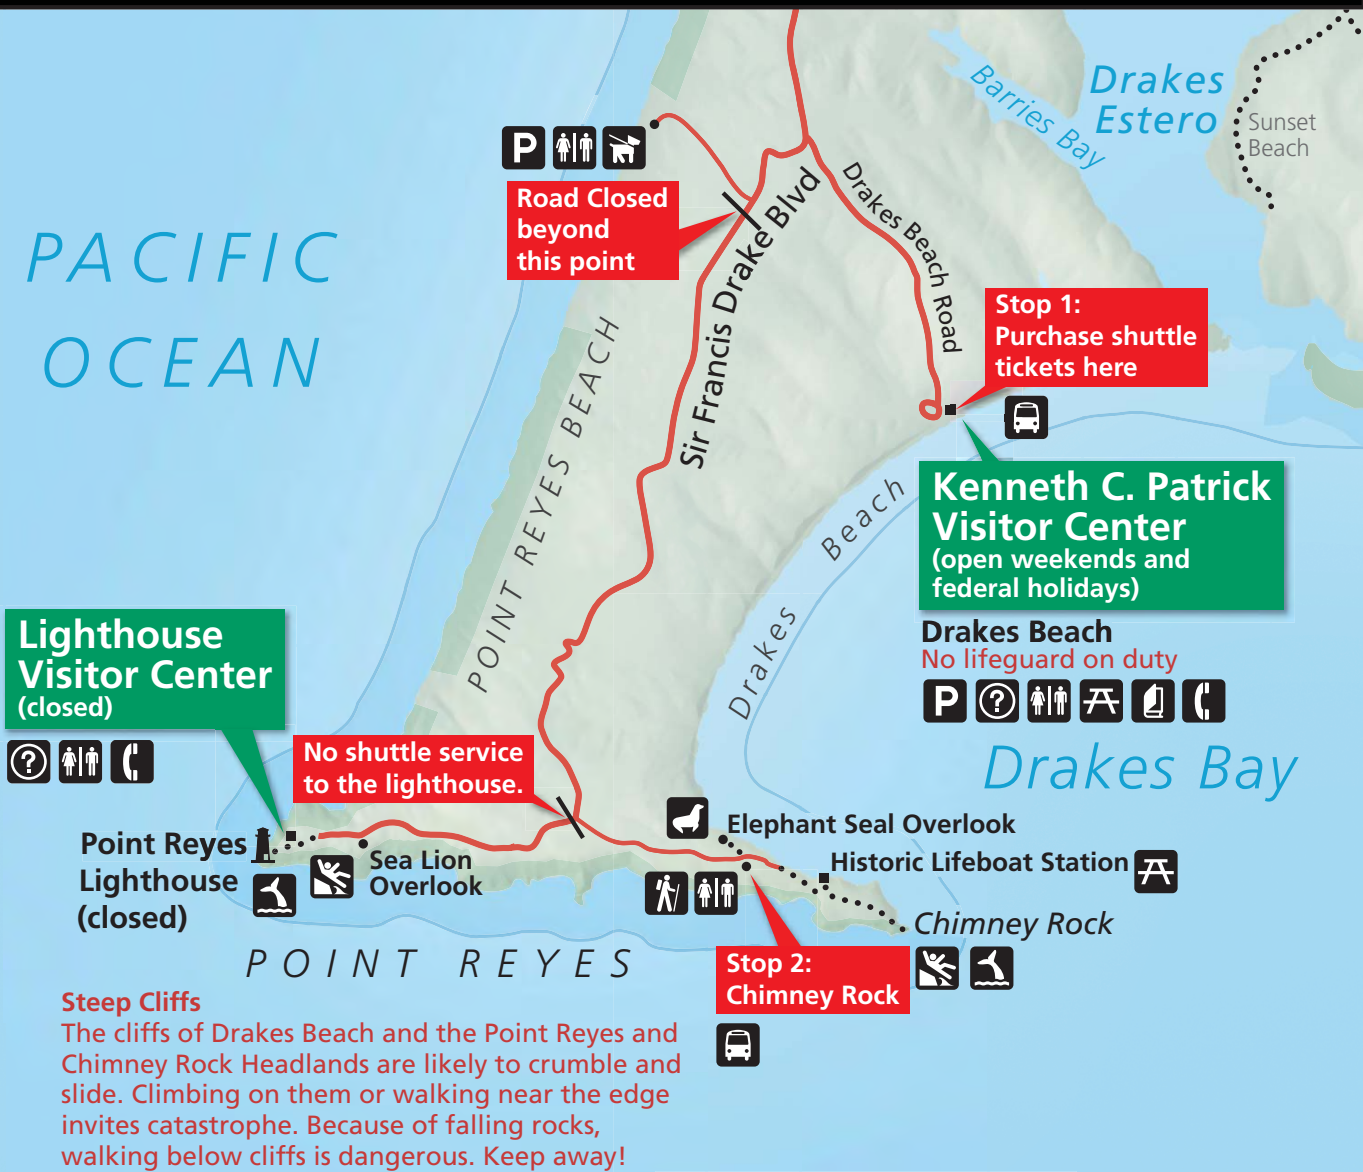 Drakes
Estero
Barries Bay
Sunset
Beach
P
Road Closed
beyond
this point
Sir Francis Drake Blvd
Drakes Beach Road
PACIFIC
OCEAN
Stop 1:
Purchase shuttle
tickets here
POINT REYES BEACH
Kenneth C. Patrick
Visitor Center
(open weekends and
federal holidays)
Drakes Beach
Drakes Beach
No lifeguard on duty
P ?
Drakes Bay
Lighthouse
Visitor Center
(closed)
?
No shuttle service
to the lighthouse.
Point Reyes
Lighthouse
(closed)
Sea Lion
Overlook
Elephant Seal Overlook
Historic Lifeboat Station
Chimney Rock
POINT REYES
Stop 2:
Chimney Rock
Steep Cliffs
The cliffs of Drakes Beach and the Point Reyes and
Chimney Rock Headlands are likely to crumble and
slide. Climbing on them or walking near the edge
invites catastrophe. Because of falling rocks,
walking below cliffs is dangerous. Keep away!